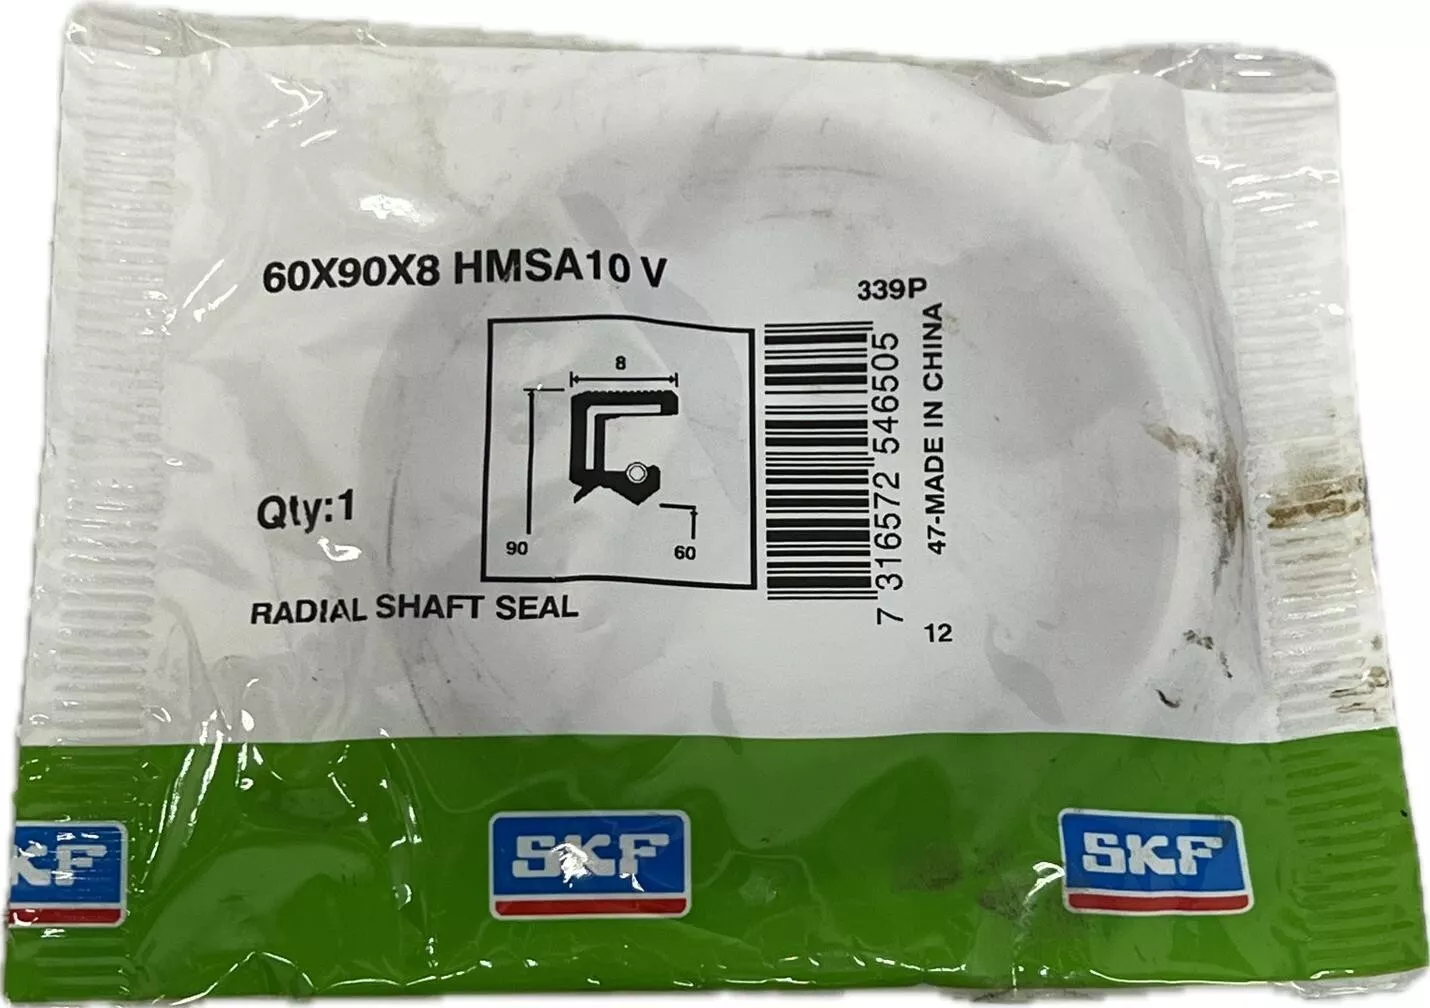 60X90X8 HMSA10 V
339P
8
90
60
7 316572 546505
47-MADE IN CHINA
Qty:1
RADIAL SHAFT SEAL
12
KF
SKF
SKF